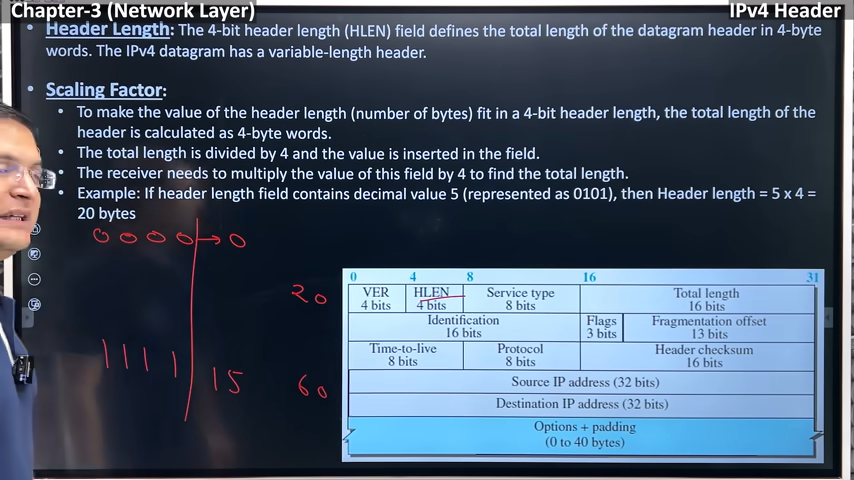 Chapter-3 (Network Layer)
IPv4 Header
• Header Length: The 4-bit header length (HLEN) field defines the total length of the datagram header in 4-byte
words. The IPv4 datagram has a variable-length header.
• Scaling Factor:
• To make the value of the header length (number of bytes) fit in a 4-bit header length, the total length of the
header is calculated as 4-byte words.
• The total length is divided by 4 and the value is inserted in the field.
• The receiver needs to multiply the value of this field by 4 to find the total length.
• Example: If header length field contains decimal value 5 (represented as 0101), then Header length = 5 x 4 =
20 bytes
0 0 0 0 → 0
1 1 1 1 15
20
60
0 4 8 16 31
VER HLEN Service type Total length
4 bits 4 bits 8 bits 16 bits
Identification Flags Fragmentation offset
16 bits 3 bits 13 bits
Time-to-live Protocol Header checksum
8 bits 8 bits 16 bits
Source IP address (32 bits)
Destination IP address (32 bits)
Options + padding
(0 to 40 bytes)